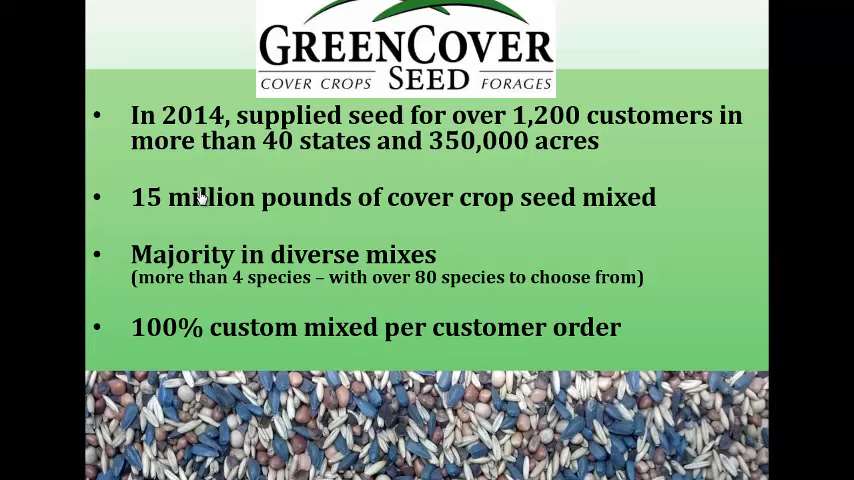 GREENCOVER
COVER CROPS SEED FORAGES
• In 2014, supplied seed for over 1,200 customers in
more than 40 states and 350,000 acres
• 15 million pounds of cover crop seed mixed
• Majority in diverse mixes
(more than 4 species – with over 80 species to choose from)
• 100% custom mixed per customer order